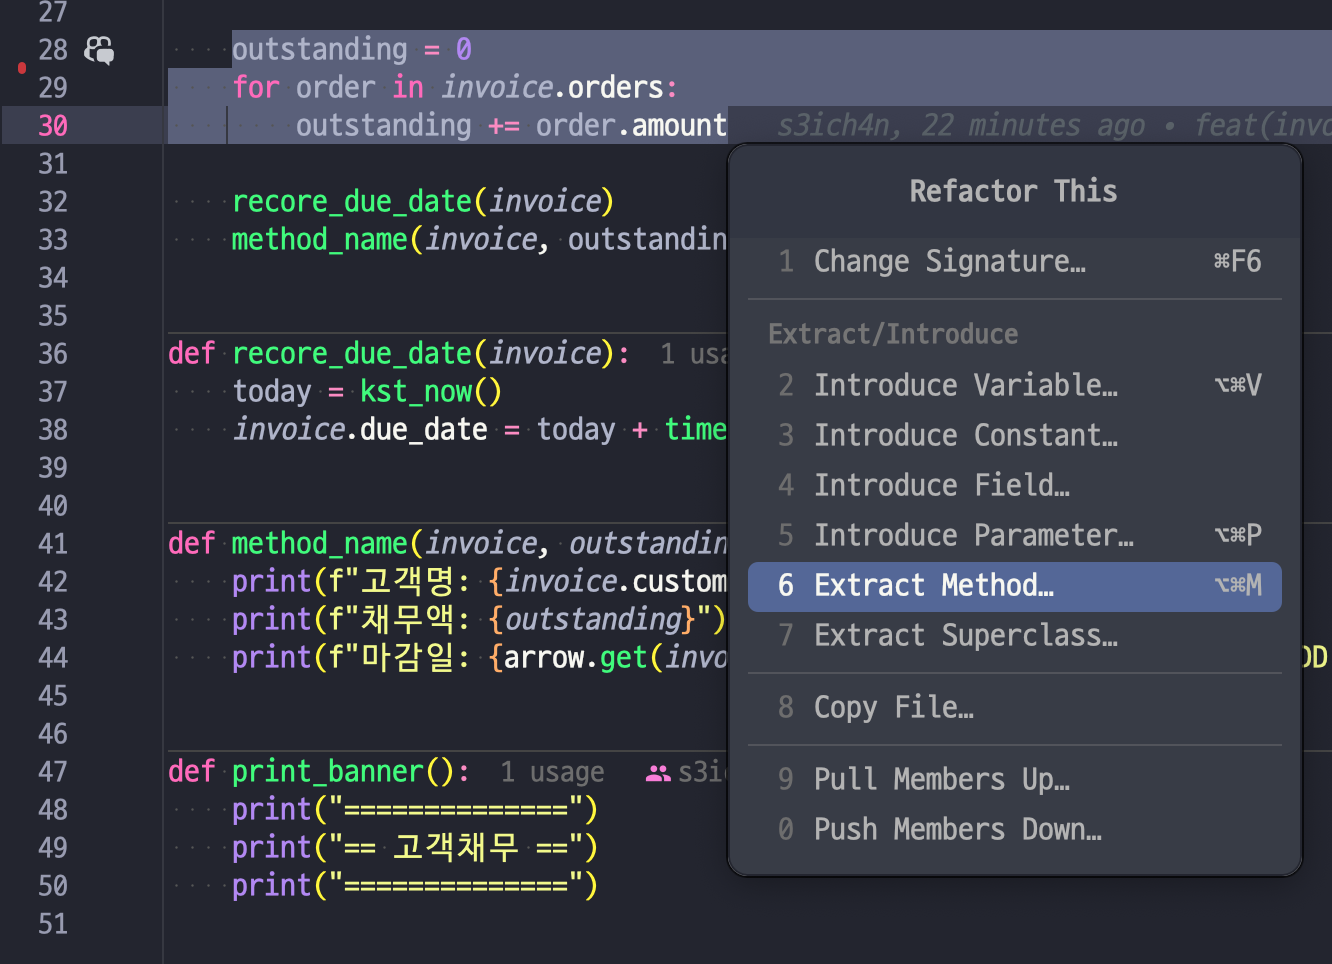 27
28 outstanding = 0
29 for order in invoice.orders:
30 outstanding += order.amount s3ich4n, 22 minutes ago • feat(invo
31
32 recore_due_date(invoice)
33 method_name(invoice, outstandin
34
35
36 def recore_due_date(invoice): 1 usa
37 today = kst_now()
38 invoice.due_date = today + time
39
40
41 def method_name(invoice, outstandin
42 print(f"고객명: {invoice.custom
43 print(f"채무액: {outstanding}")
44 print(f"마감일: {arrow.get(invo DD
45
46
47 def print_banner(): 1 usage s3ic
48 print("==============")
49 print("== 고객채무 ==")
50 print("==============")
51
Refactor This
1 Change Signature… ⌘F6
Extract/Introduce
2 Introduce Variable… ⌥⌘V
3 Introduce Constant…
4 Introduce Field…
5 Introduce Parameter… ⌥⌘P
6 Extract Method… ⌥⌘M
7 Extract Superclass…
8 Copy File…
9 Pull Members Up…
0 Push Members Down…